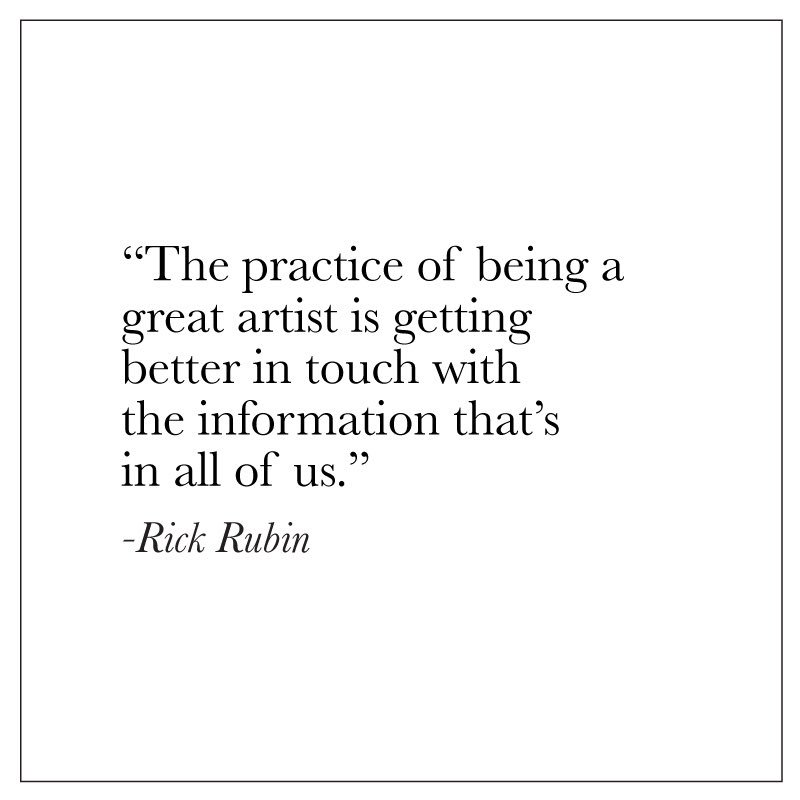 “The practice of being a
great artist is getting
better in touch with
the information that’s
in all of us.”
-Rick Rubin